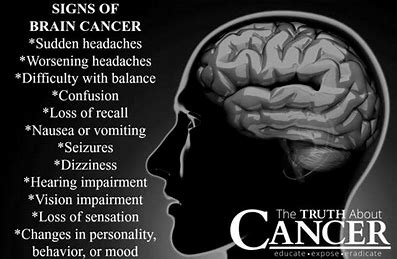 SIGNS OF
BRAIN CANCER
*Sudden headaches
*Worsening headaches
*Difficulty with balance
*Confusion
*Loss of recall
*Nausea or vomiting
*Seizures
*Dizziness
*Hearing impairment
*Vision impairment
*Loss of sensation
*Changes in personality,
behavior, or mood
The TRUTH About
CANCER
educate • expose • eradicate